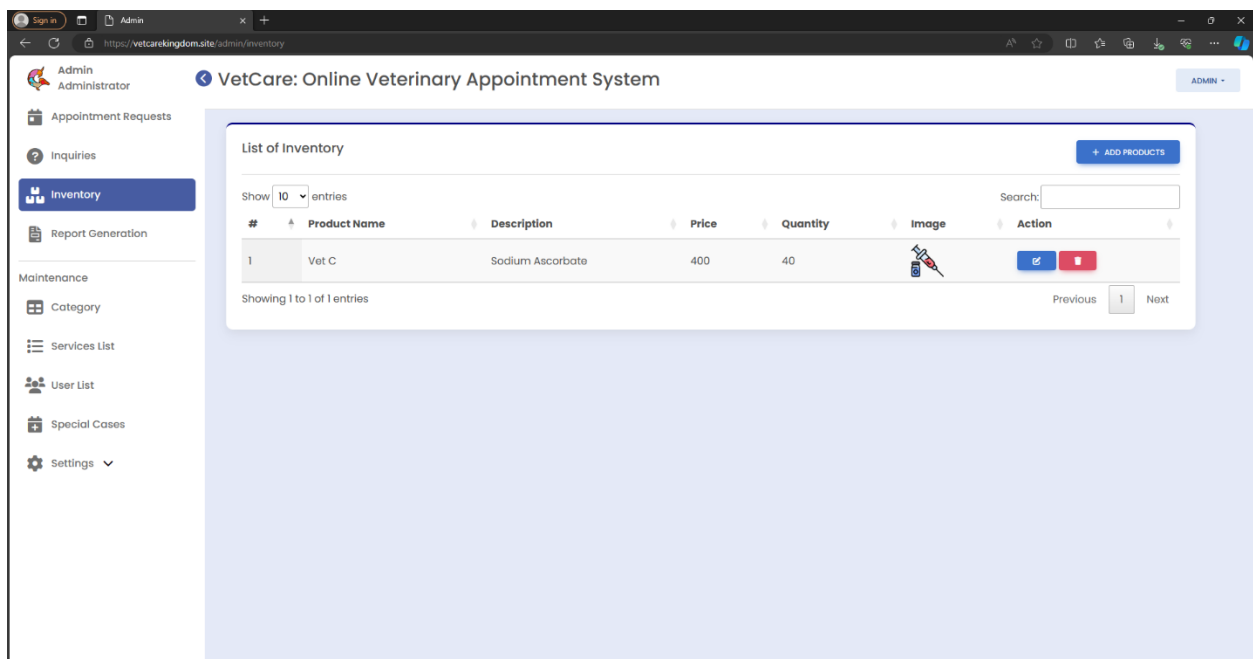 Sign in Admin
https://vetcarekingdom.site/admin/inventory
Admin
Administrator
VetCare: Online Veterinary Appointment System
ADMIN
Appointment Requests
Inquiries
Inventory
Report Generation
Maintenance
Category
Services List
User List
Special Cases
Settings
List of Inventory
+ ADD PRODUCTS
Show 10 entries Search:
# Product Name Description Price Quantity Image Action
1 Vet C Sodium Ascorbate 400 40
Showing 1 to 1 of 1 entries Previous 1 Next